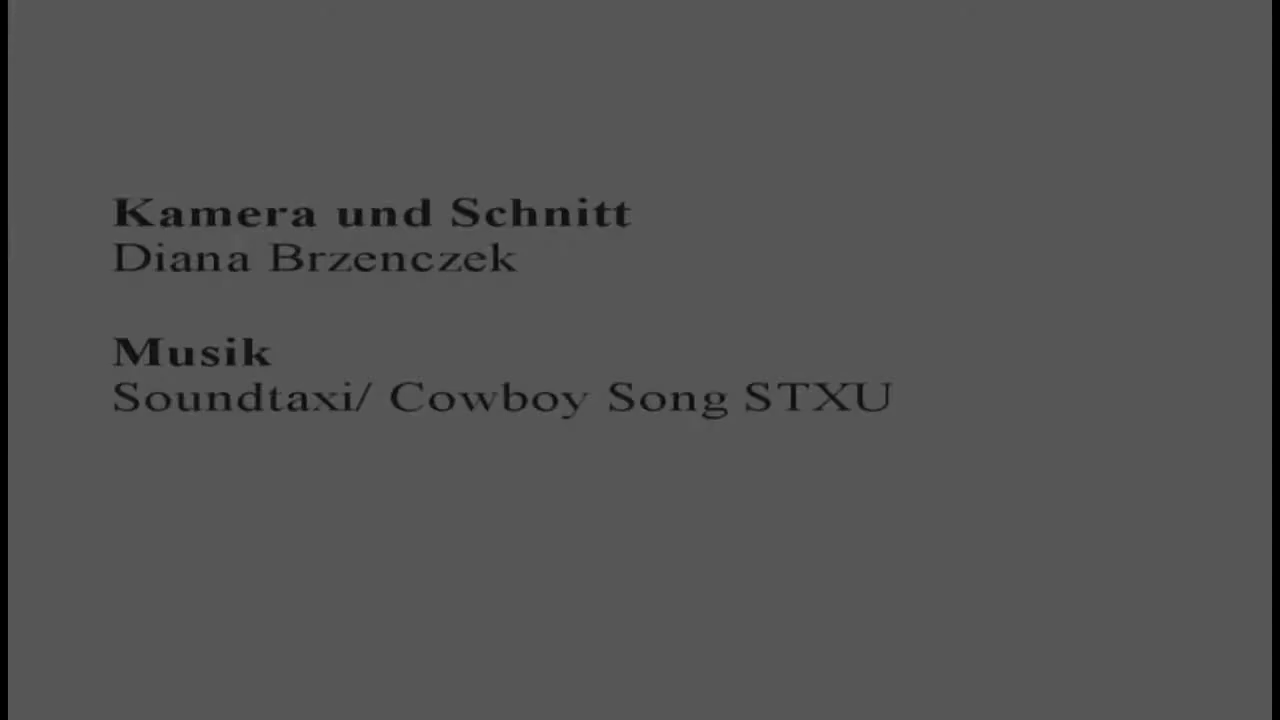 Kamera und Schnitt
Diana Brzenczek
Musik
Soundtaxi/ Cowboy Song STXU